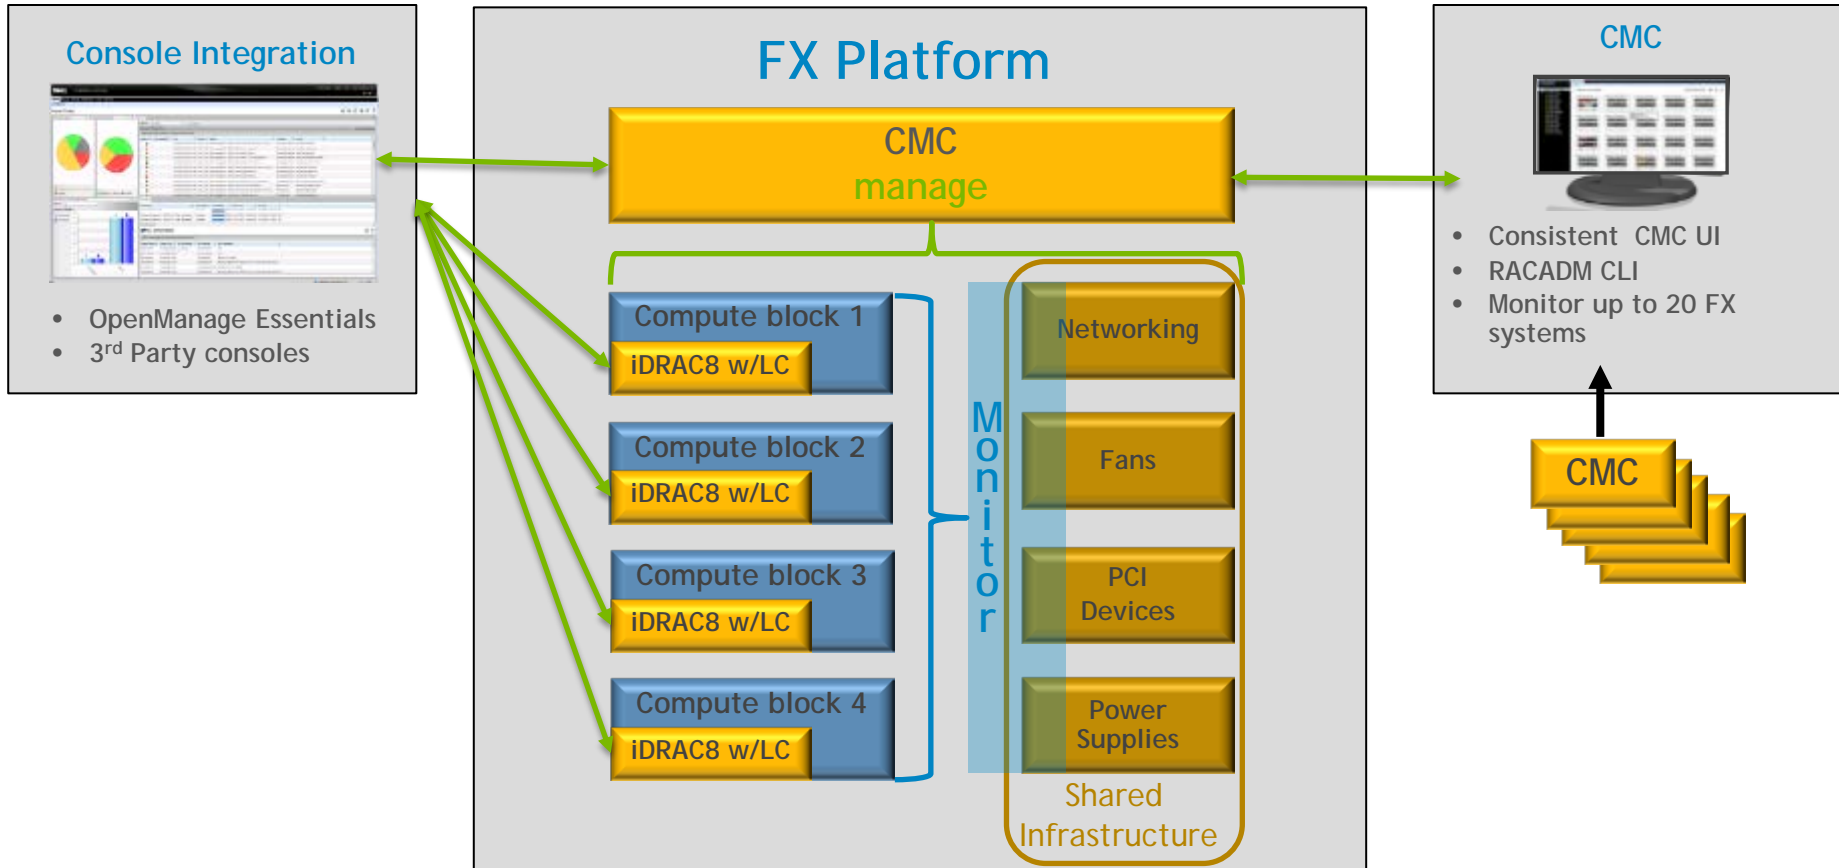 Console Integration
• OpenManage Essentials
• 3rd Party consoles
FX Platform
CMC
manage
Compute block 1
iDRAC8 w/LC
Compute block 2
iDRAC8 w/LC
Compute block 3
iDRAC8 w/LC
Compute block 4
iDRAC8 w/LC
Monitor
Networking
Fans
PCI
Devices
Power
Supplies
Shared
Infrastructure
CMC
• Consistent CMC UI
• RACADM CLI
• Monitor up to 20 FX
systems
CMC